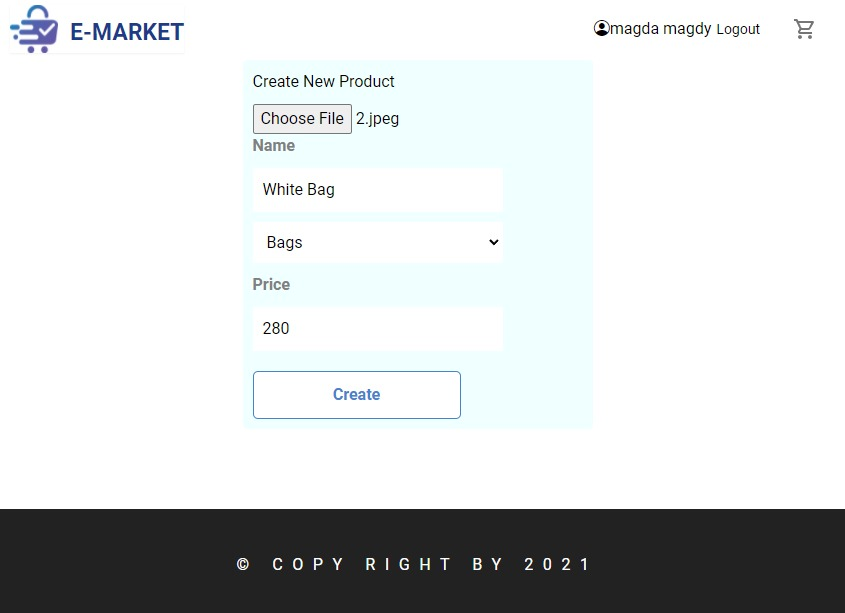 E-MARKET
magda magdy Logout
Create New Product
Choose File 2.jpeg
Name
White Bag
Bags
Price
280
Create
© COPY RIGHT BY 2021